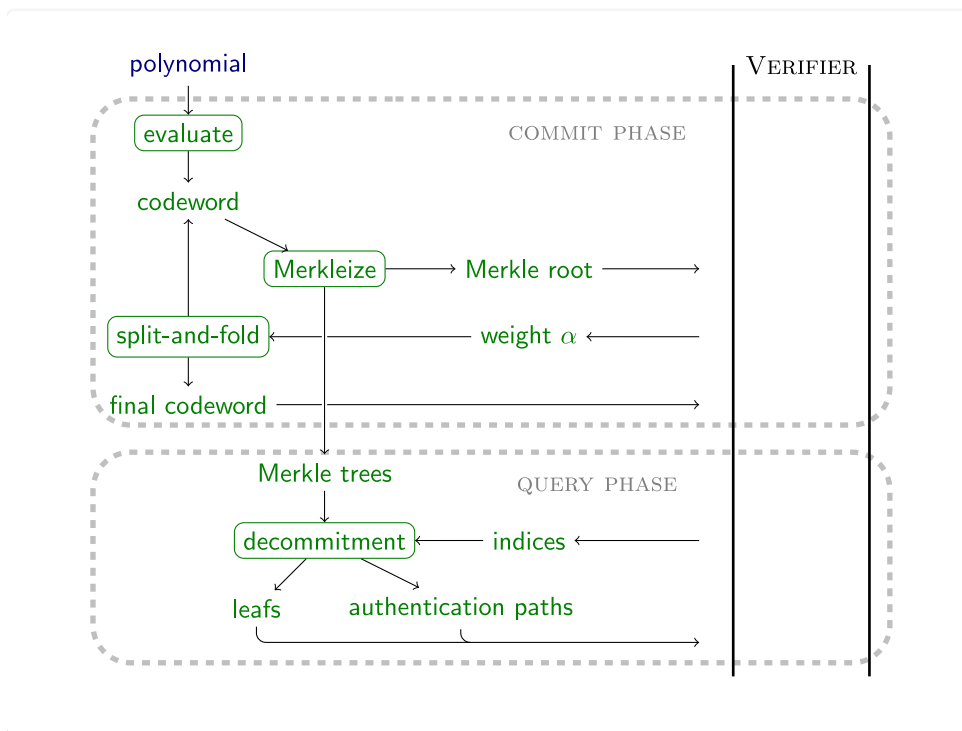 polynomial
VERIFIER
evaluate
COMMIT PHASE
codeword
Merkleize
Merkle root
split-and-fold
weight α
final codeword
Merkle trees
QUERY PHASE
decommitment
indices
leafs
authentication paths